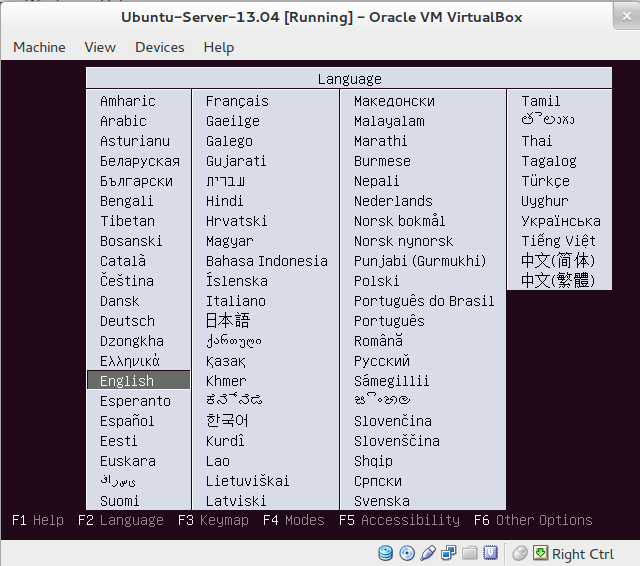 Ubuntu-Server-13.04 [Running] - Oracle VM VirtualBox
Machine View Devices Help
Language
Amharic
Arabic
Asturianu
Беларуская
Български
Bengali
Tibetan
Bosanski
Català
Čeština
Dansk
Deutsch
Dzongkha
Ελληνικά
English
Esperanto
Español
Eesti
Euskara
Suomi
Français
Gaeilge
Galego
Gujarati
עברית
Hindi
Hrvatski
Magyar
Bahasa Indonesia
Íslenska
Italiano
日本語
ქართული
Қазақ
Khmer
ಕನ್ನಡ
한국어
Kurdî
Lao
Lietuviškai
Latviski
Македонски
Malayalam
Marathi
Burmese
Nepali
Nederlands
Norsk bokmål
Norsk nynorsk
Punjabi (Gurmukhi)
Polski
Português do Brasil
Português
Română
Русский
Sámegillii
සිංහල
Slovenčina
Slovenščina
Shqip
Српски
Svenska
Tamil
తెలుగు
Thai
Tagalog
Türkçe
Uyghur
Українська
Tiếng Việt
中文(简体)
中文(繁體)
F1 Help F2 Language F3 Keymap F4 Modes F5 Accessibility F6 Other Options
Right Ctrl